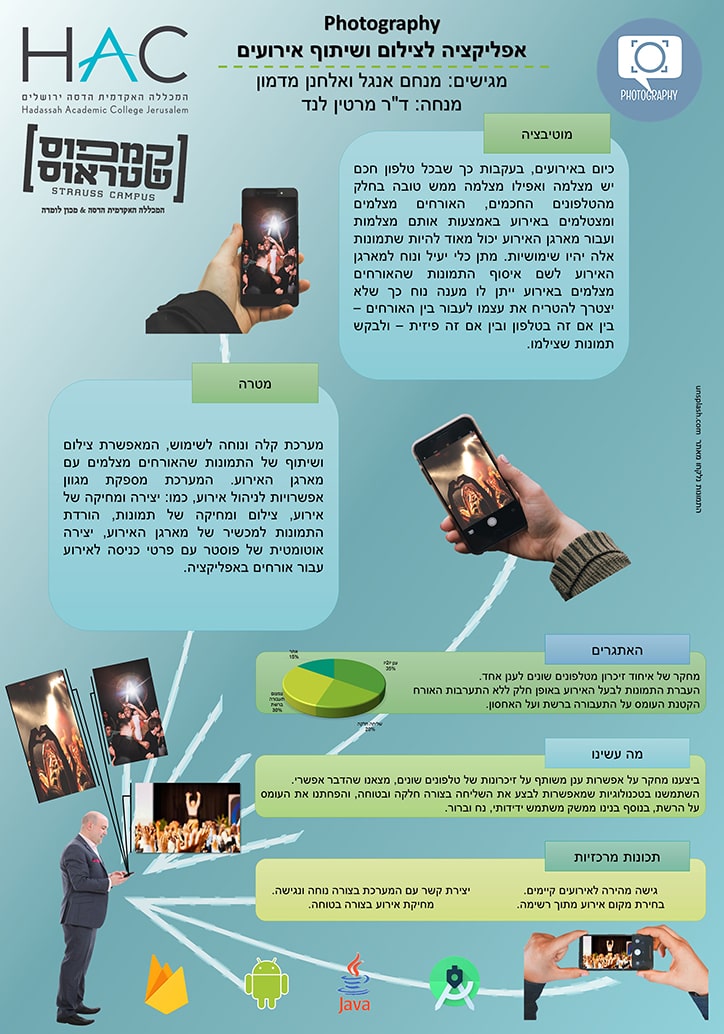 HAC
המכללה האקדמית הדסה ירושלים
Hadassah Academic College Jerusalem
קמפוס
שטראוס
STRAUSS CAMPUS
המכללה האקדמית הדסה & מכון לומדה
Photography
אפליקציה לצילום ושיתוף אירועים
מגישים: מנחם אנגל ואלחנן מדמון
מנחה: ד"ר מרטין לנד
PHOTOGRAPHY
מוטיבציה
כיום באירועים, בעקבות כך שבכל טלפון חכם
יש מצלמה ואפילו מצלמה ממש טובה בחלק
מהטלפונים החכמים, האורחים מצלמים
ומצטלמים באירוע באמצעות אותם מצלמות
ועבור מארגן האירוע יכול מאוד להיות שתמונות
אלה יהיו שימושיות. מתן כלי יעיל ונוח למארגן
האירוע לשם איסוף התמונות שהאורחים
מצלמים באירוע ייתן לו מענה נוח כך שלא
יצטרך להטריח את עצמו לעבור בין האורחים –
בין אם זה בטלפון ובין אם זה פיזית – ולבקש
תמונות שצילמו.
מטרה
מערכת קלה ונוחה לשימוש, המאפשרת צילום
ושיתוף של התמונות שהאורחים מצלמים עם
מארגן האירוע. המערכת מספקת מגוון
אפשרויות לניהול אירוע, כמו: יצירה ומחיקה של
אירוע, צילום ומחיקה של תמונות, הורדת
התמונות למכשיר של מארגן האירוע, יצירה
אוטומטית של פוסטר עם פרטי כניסה לאירוע
עבור אורחים באפליקציה.
התמונות נלקחו מאתר unsplash.com
האתגרים
מחקר של איחוד זיכרון מטלפונים שונים לענן אחד.
העברת התמונות לבעל האירוע באופן חלק ללא התערבות האורח
הקטנת העומס על התעבורה ברשת ועל האחסון.
אתר
15%
35%
צמצום
תעבורה
ברשת
30%
שליחה חלקה
20%
מה עשינו
ביצענו מחקר על אפשרות ענן משותף על זיכרונות של טלפונים שונים, מצאנו שהדבר אפשרי.
השתמשנו בטכנולוגיות שמאפשרות לבצע את השליחה בצורה חלקה ובטוחה, והפחתנו את העומס
על הרשת, בנוסף בנינו ממשק משתמש ידידותי, נח וברור.
תכונות מרכזיות
גישה מהירה לאירועים קיימים.
בחירת מקום אירוע מתוך רשימה.
יצירת קשר עם המערכת בצורה נוחה ונגישה.
מחיקת אירוע בצורה בטוחה.
Java